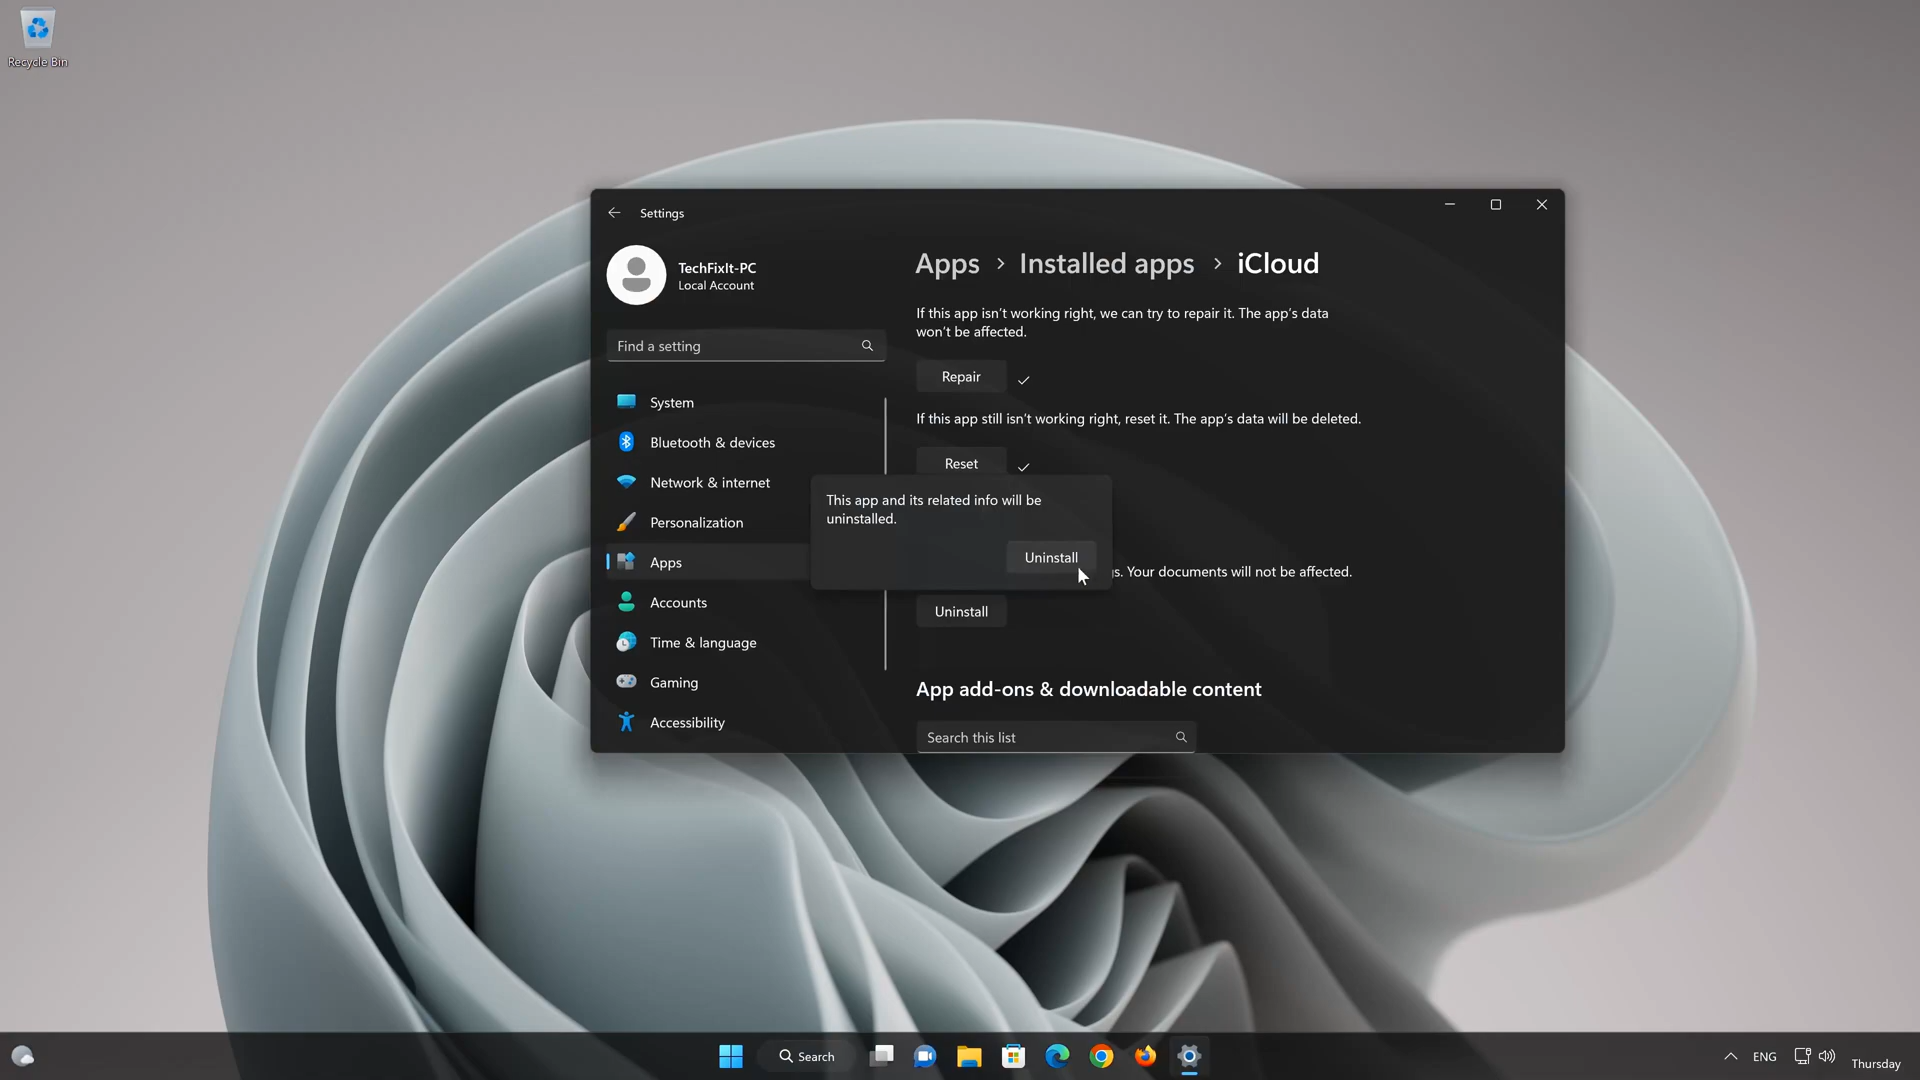 Recycle Bin
Settings
TechFixIt-PC
Local Account
Find a setting
System
Bluetooth & devices
Network & internet
Personalization
Apps
Accounts
Time & language
Gaming
Accessibility
Apps > Installed apps > iCloud
If this app isn't working right, we can try to repair it. The app's data
won't be affected.
Repair
If this app still isn't working right, reset it. The app's data will be deleted.
Reset
This app and its related info will be
uninstalled.
Uninstall
Your documents will not be affected.
Uninstall
App add-ons & downloadable content
Search this list
Search
ENG
Thursday